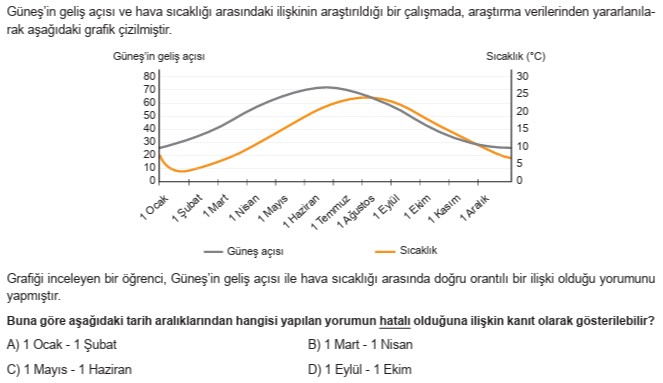 Güneş'in geliş açısı ve hava sıcaklığı arasındaki ilişkinin araştırıldığı bir çalışmada, araştırma verilerinden yararlanıla-
rak aşağıdaki grafik çizilmiştir.
Güneş'in geliş açısı Sıcaklık (°C)
80 30
70 25
60 20
50 15
40 10
30 5
20 0
10
0
1 Ocak 1 Şubat 1 Mart 1 Nisan 1 Mayıs 1 Haziran 1 Temmuz 1 Ağustos 1 Eylül 1 Ekim 1 Kasım 1 Aralık
Güneş açısı Sıcaklık
Grafiği inceleyen bir öğrenci, Güneş'in geliş açısı ile hava sıcaklığı arasında doğru orantılı bir ilişki olduğu yorumunu
yapmıştır.
Buna göre aşağıdaki tarih aralıklarından hangisi yapılan yorumun hatalı olduğuna ilişkin kanıt olarak gösterilebilir?
A) 1 Ocak - 1 Şubat B) 1 Mart - 1 Nisan
C) 1 Mayıs - 1 Haziran D) 1 Eylül - 1 Ekim